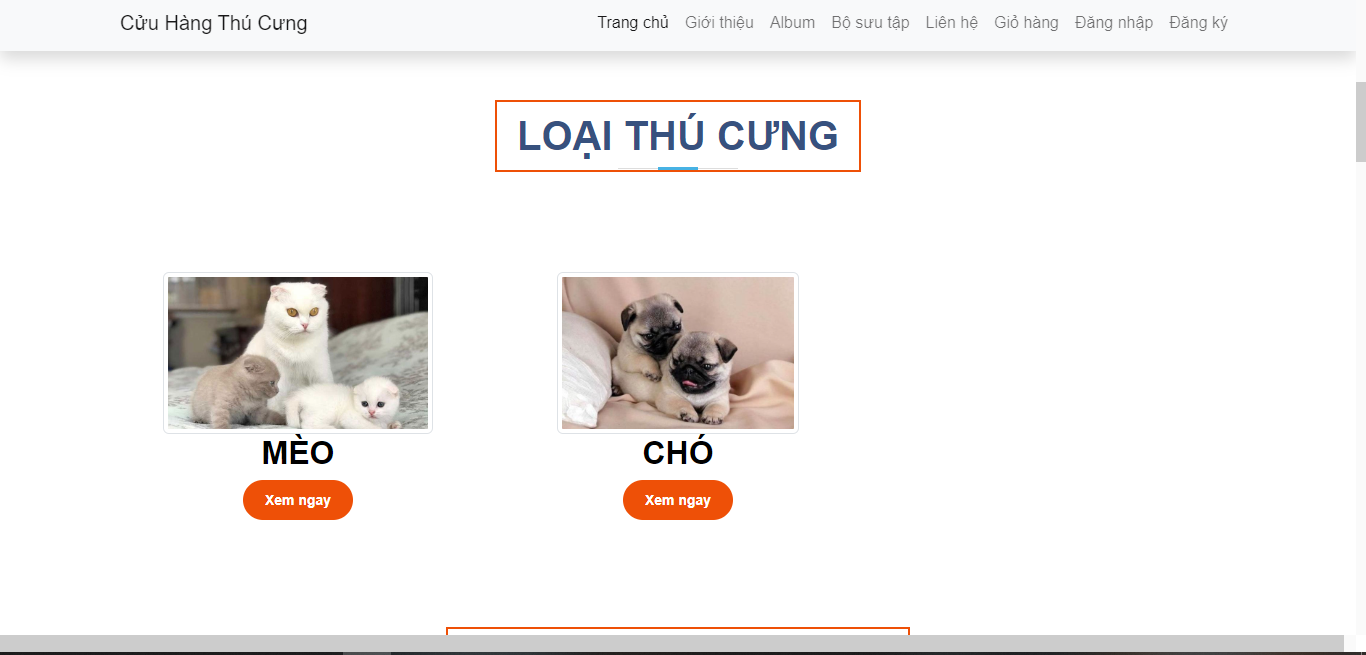 Cửu Hàng Thú Cưng
Trang chủ Giới thiệu Album Bộ sưu tập Liên hệ Giỏ hàng Đăng nhập Đăng ký
LOẠI THÚ CƯNG
MÈO
CHÓ
Xem ngay
Xem ngay